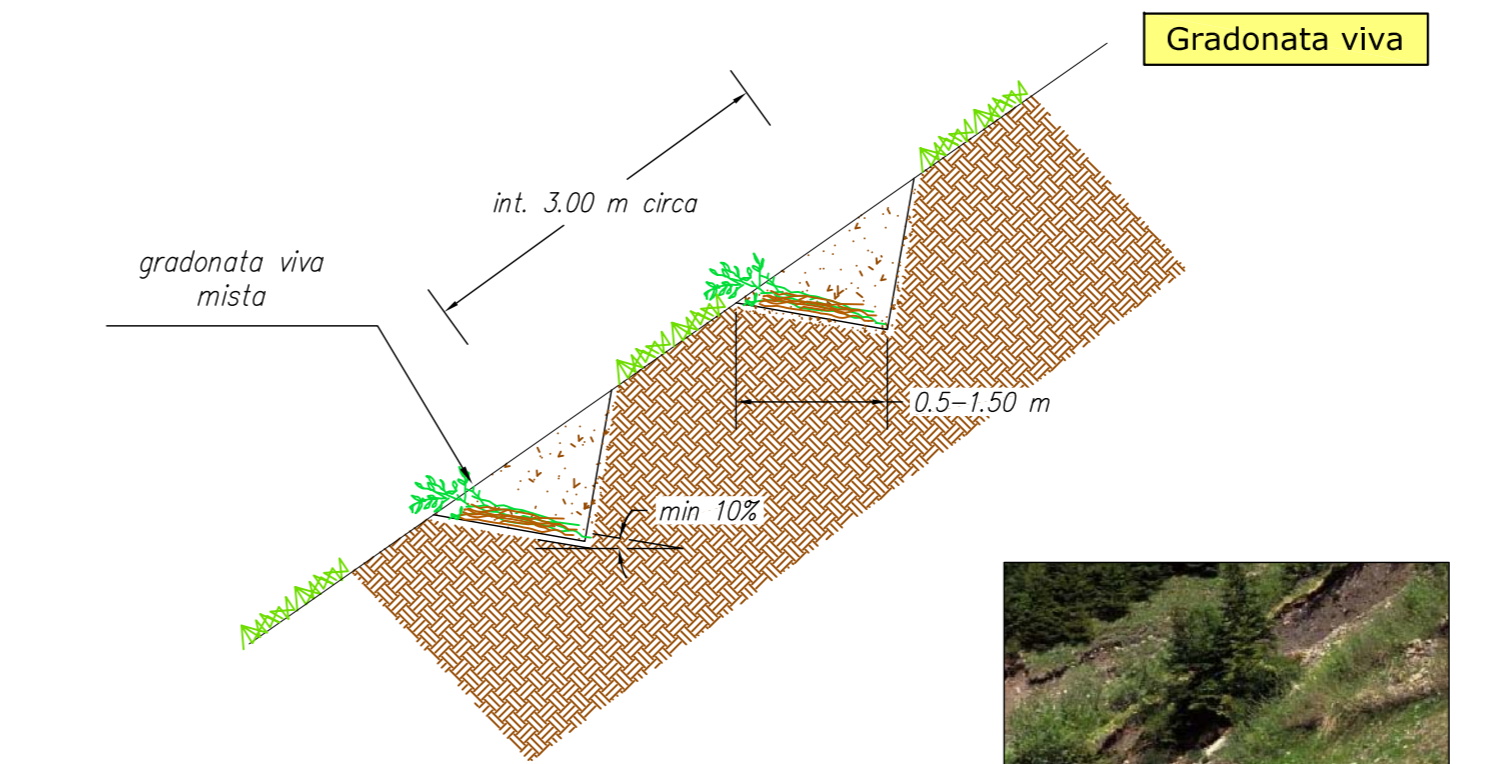 Gradonata viva
int. 3.00 m circa
gradonata viva
mista
0.5-1.50 m
min 10%